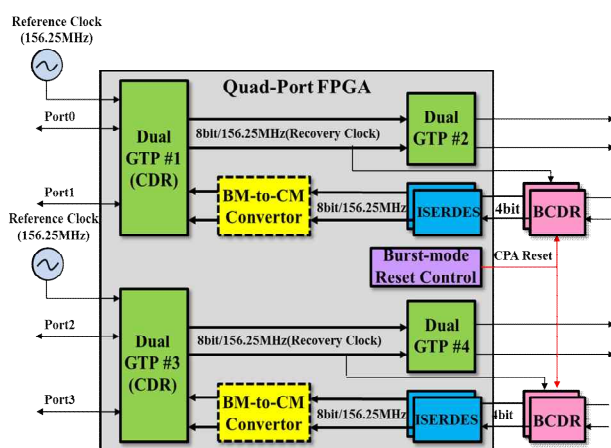 Reference Clock
(156.25MHz)
Quad-Port FPGA
Port0
Dual
GTP #1
(CDR)
8bit/156.25MHz(Recovery Clock)
Dual
GTP #2
Port1
BM-to-CM
Convertor
8bit/156.25MHz
ISERDES
4bit
BCDR
Reference Clock
(156.25MHz)
Burst-mode
Reset Control
CPA Reset
Port2
Dual
GTP #3
(CDR)
8bit/156.25MHz(Recovery Clock)
Dual
GTP #4
Port3
BM-to-CM
Convertor
8bit/156.25MHz
ISERDES
4bit
BCDR